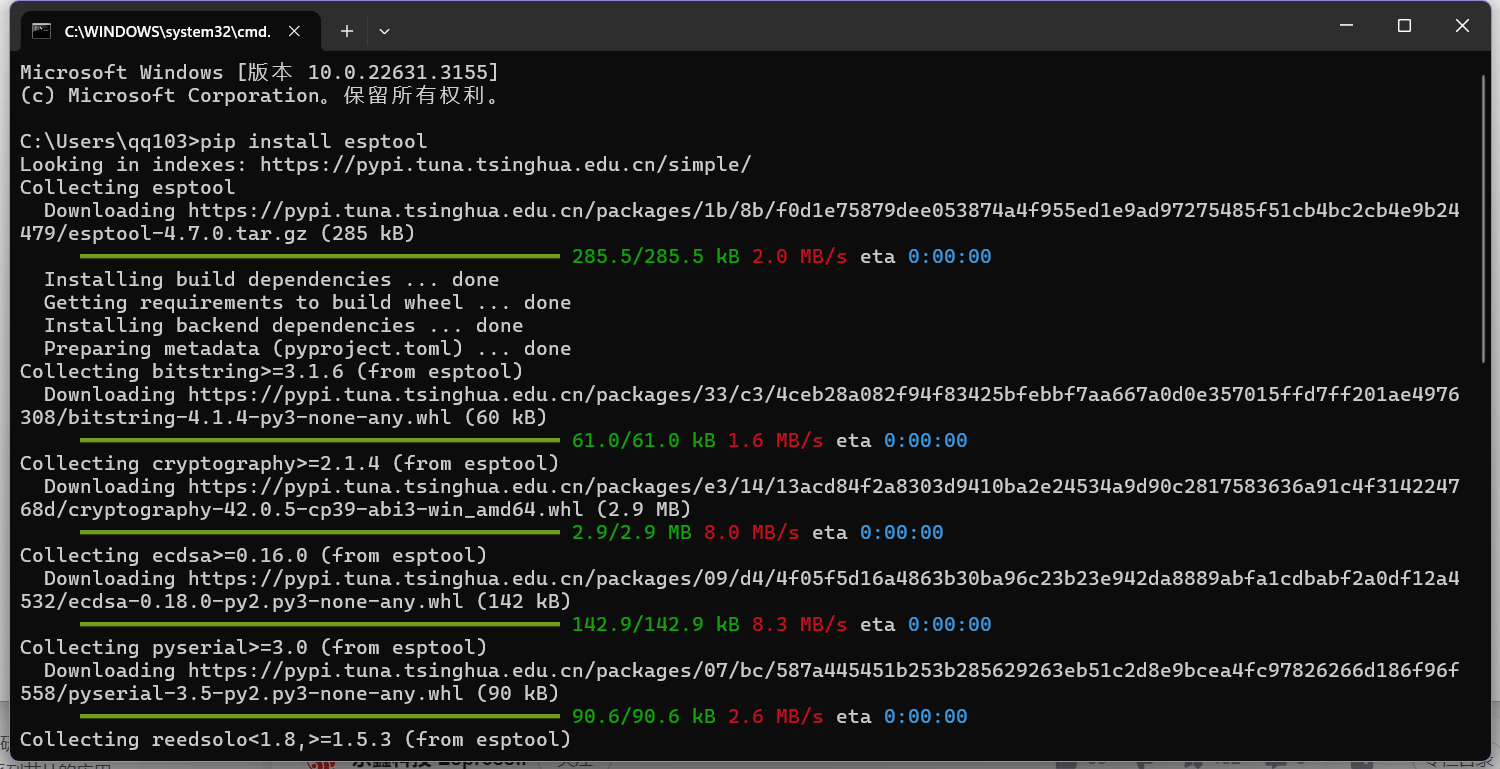 C:\WINDOWS\system32\cmd.
Microsoft Windows [版本 10.0.22631.3155]
(c) Microsoft Corporation。保留所有权利。
C:\Users\qq103>pip install esptool
Looking in indexes: https://pypi.tuna.tsinghua.edu.cn/simple/
Collecting esptool
Downloading https://pypi.tuna.tsinghua.edu.cn/packages/1b/8b/f0d1e75879dee053874a4f955ed1e9ad97275485f51cb4bc2cb4e9b24
479/esptool-4.7.0.tar.gz (285 kB)
285.5/285.5 kB 2.0 MB/s eta 0:00:00
Installing build dependencies ... done
Getting requirements to build wheel ... done
Installing backend dependencies ... done
Preparing metadata (pyproject.toml) ... done
Collecting bitstring>=3.1.6 (from esptool)
Downloading https://pypi.tuna.tsinghua.edu.cn/packages/33/c3/4ceb28a082f94f83425bfebbf7aa667a0d0e357015ffd7ff201ae4976
308/bitstring-4.1.4-py3-none-any.whl (60 kB)
61.0/61.0 kB 1.6 MB/s eta 0:00:00
Collecting cryptography>=2.1.4 (from esptool)
Downloading https://pypi.tuna.tsinghua.edu.cn/packages/e3/14/13acd84f2a8303d9410ba2e24534a9d90c2817583636a91c4f3142247
68d/cryptography-42.0.5-cp39-abi3-win_amd64.whl (2.9 MB)
2.9/2.9 MB 8.0 MB/s eta 0:00:00
Collecting ecdsa>=0.16.0 (from esptool)
Downloading https://pypi.tuna.tsinghua.edu.cn/packages/09/d4/4f05f5d16a4863b30ba96c23b23e942da8889abfa1cdbabf2a0df12a4
532/ecdsa-0.18.0-py2.py3-none-any.whl (142 kB)
142.9/142.9 kB 8.3 MB/s eta 0:00:00
Collecting pyserial>=3.0 (from esptool)
Downloading https://pypi.tuna.tsinghua.edu.cn/packages/07/bc/587a445451b253b285629263eb51c2d8e9bcea4fc97826266d186f96f
558/pyserial-3.5-py2.py3-none-any.whl (90 kB)
90.6/90.6 kB 2.6 MB/s eta 0:00:00
Collecting reedsolo<1.8,>=1.5.3 (from esptool)